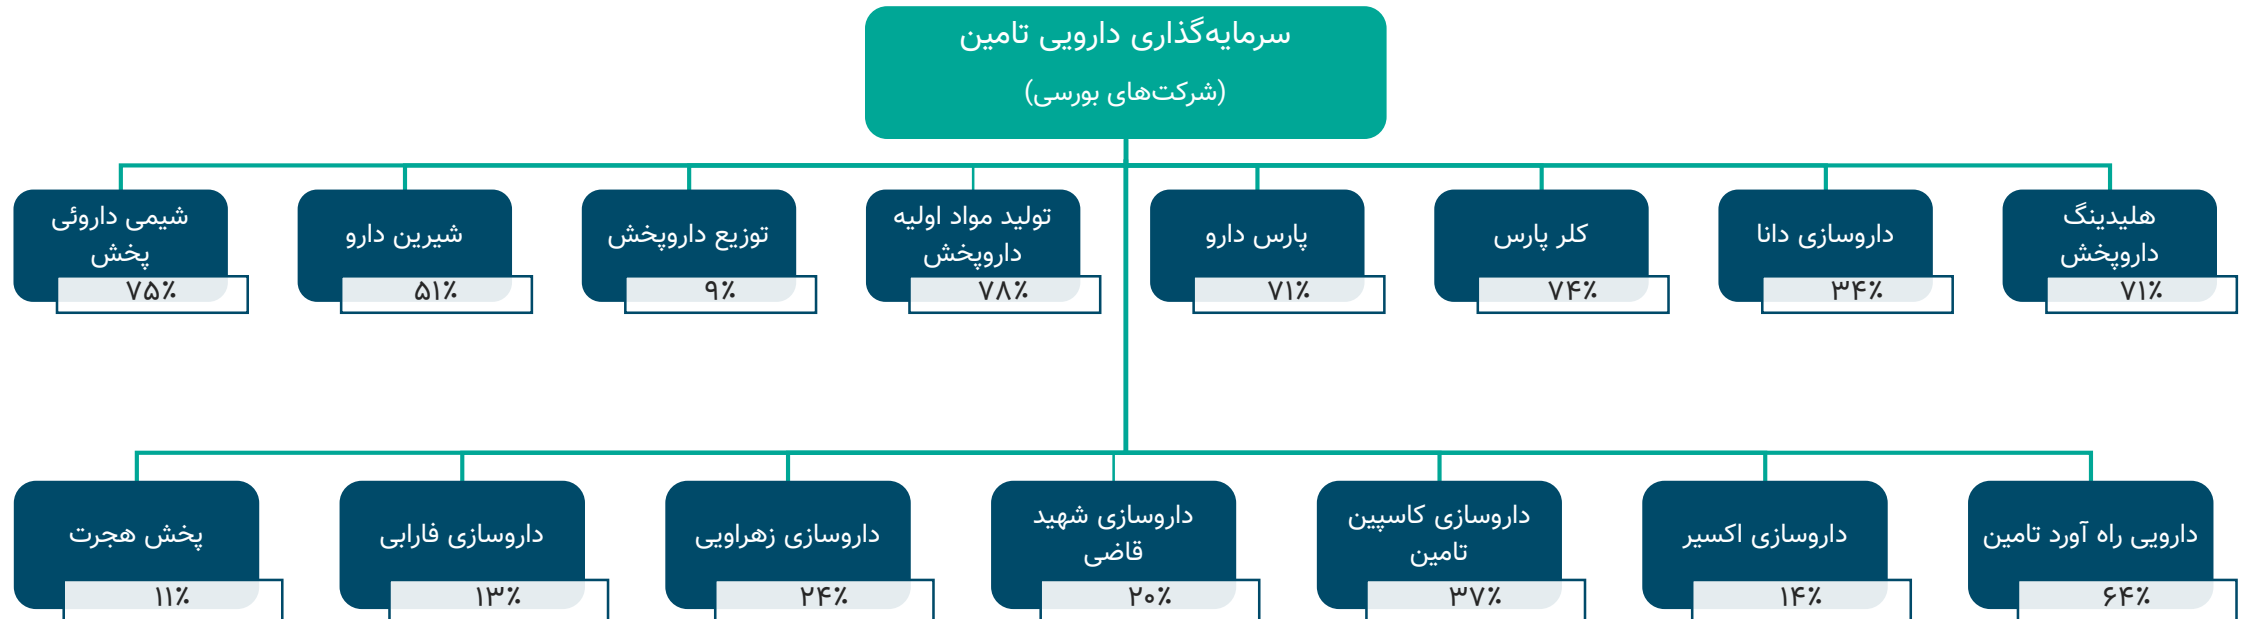 سرمایه‌گذاری دارویی تامین
(شرکت‌های بورسی)
هلیدینگ
داروپخش
۷۱٪
داروسازی دانا
۳۴٪
کلر پارس
۷۴٪
پارس دارو
۷۱٪
تولید مواد اولیه
داروپخش
۷۸٪
توزیع داروپخش
۹٪
شیرین دارو
۵۱٪
شیمی داروئی
پخش
۷۵٪
دارویی راه آورد تامین
۶۴٪
داروسازی اکسیر
۱۴٪
داروسازی کاسپین
تامین
۳۷٪
داروسازی شهید
قاضی
۲۰٪
داروسازی زهراویی
۲۴٪
داروسازی فارابی
۱۳٪
پخش هجرت
۱۱٪